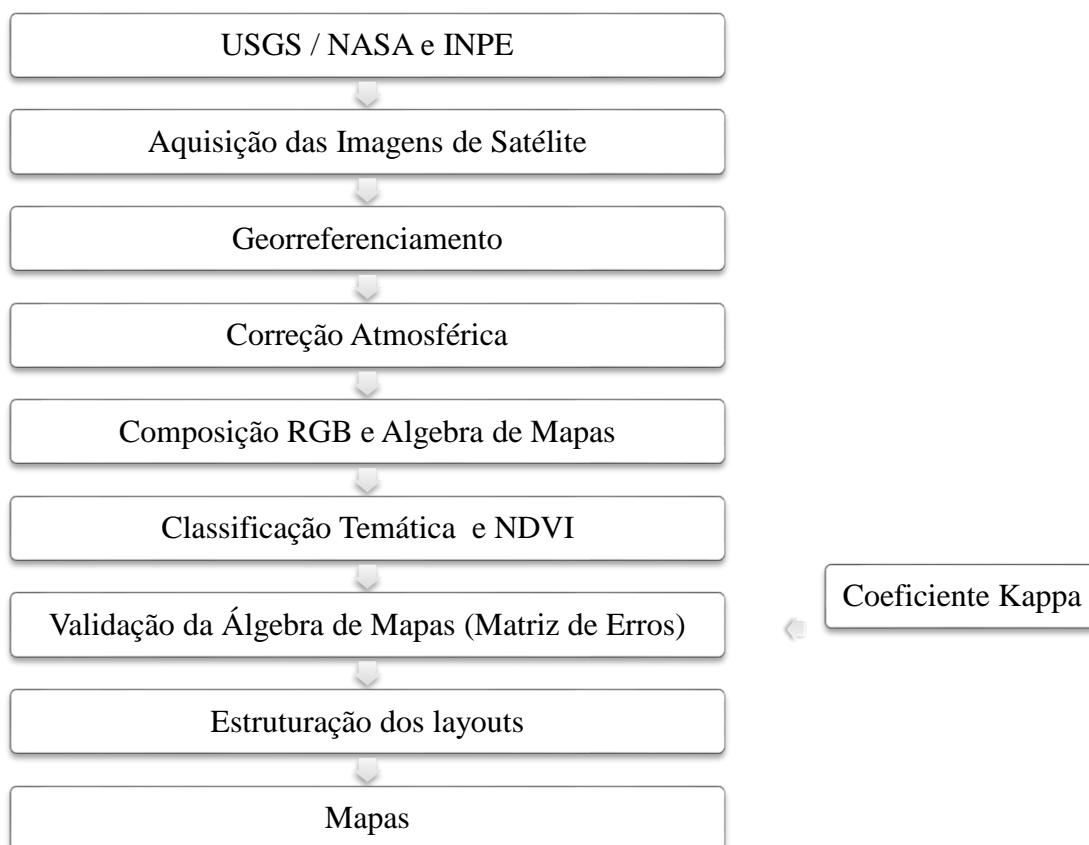 USGS / NASA e INPE
Aquisição das Imagens de Satélite
Georreferenciamento
Correção Atmosférica
Composição RGB e Algebra de Mapas
Classificação Temática e NDVI
Validação da Álgebra de Mapas (Matriz de Erros)
Coeficiente Kappa
Estruturação dos layouts
Mapas